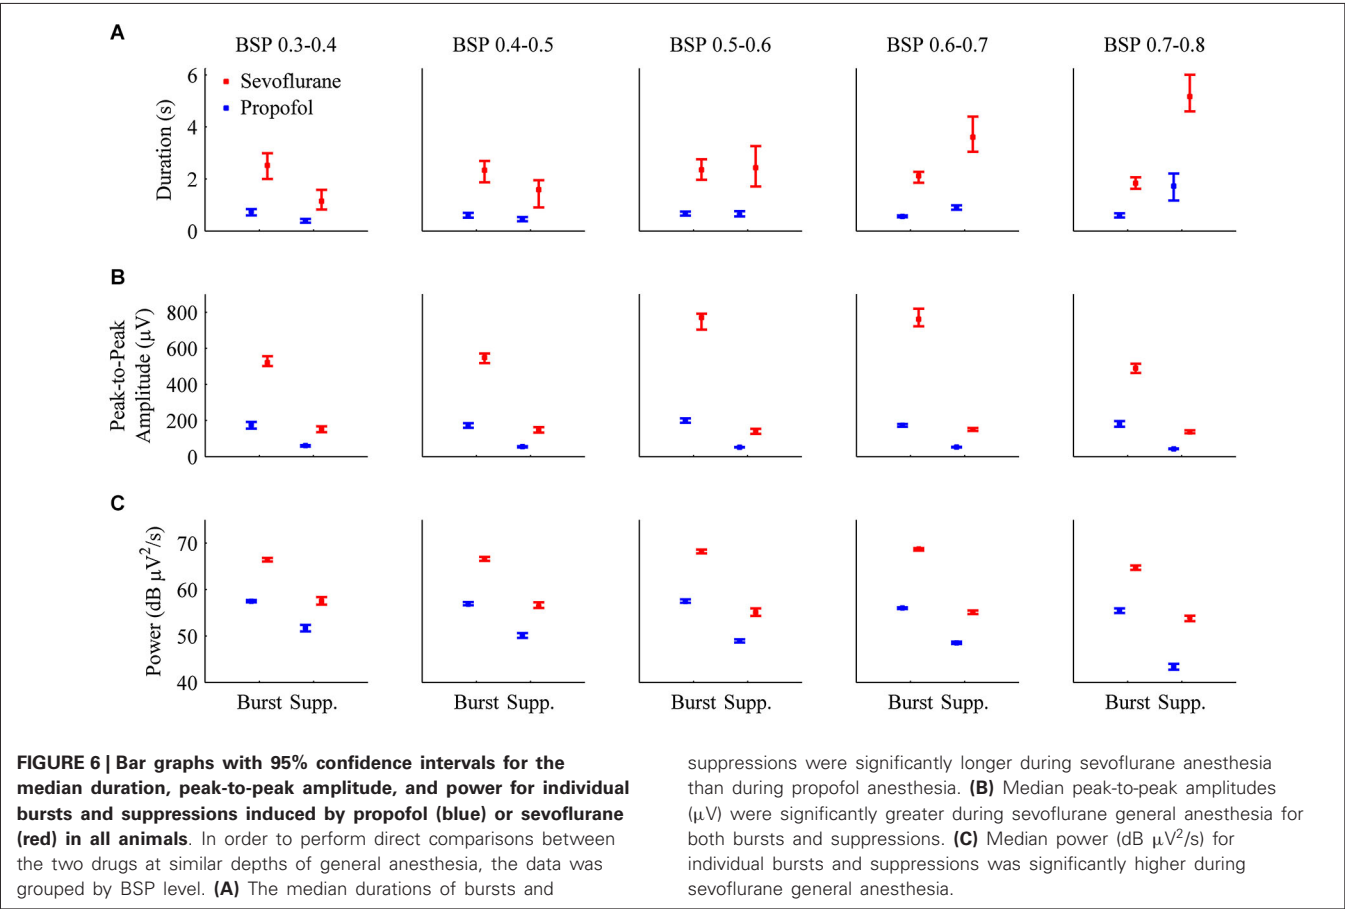 A
BSP 0.3-0.4 BSP 0.4-0.5 BSP 0.5-0.6 BSP 0.6-0.7 BSP 0.7-0.8
Duration (s)
6
4
2
0
Sevoflurane
Propofol
B
Peak-to-Peak
Amplitude (μV)
800
600
400
200
0
C
Power (dB μV²/s)
70
60
50
40
Burst Supp. Burst Supp. Burst Supp. Burst Supp. Burst Supp.
FIGURE 6 | Bar graphs with 95% confidence intervals for the
median duration, peak-to-peak amplitude, and power for individual
bursts and suppressions induced by propofol (blue) or sevoflurane
(red) in all animals. In order to perform direct comparisons between
the two drugs at similar depths of general anesthesia, the data was
grouped by BSP level. (A) The median durations of bursts and
suppressions were significantly longer during sevoflurane anesthesia
than during propofol anesthesia. (B) Median peak-to-peak amplitudes
(μV) were significantly greater during sevoflurane general anesthesia for
both bursts and suppressions. (C) Median power (dB μV²/s) for
individual bursts and suppressions was significantly higher during
sevoflurane general anesthesia.